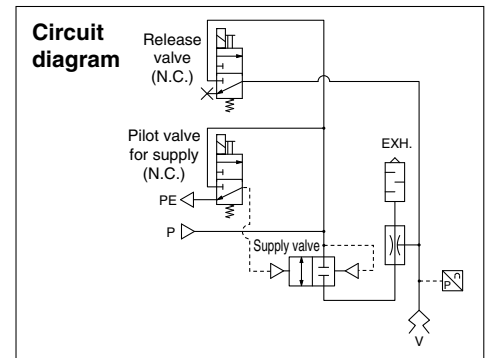 Circuit
diagram
Release
valve
(N.C.)
Pilot valve
for supply
(N.C.)
EXH.
PE
P
Supply valve
P
V